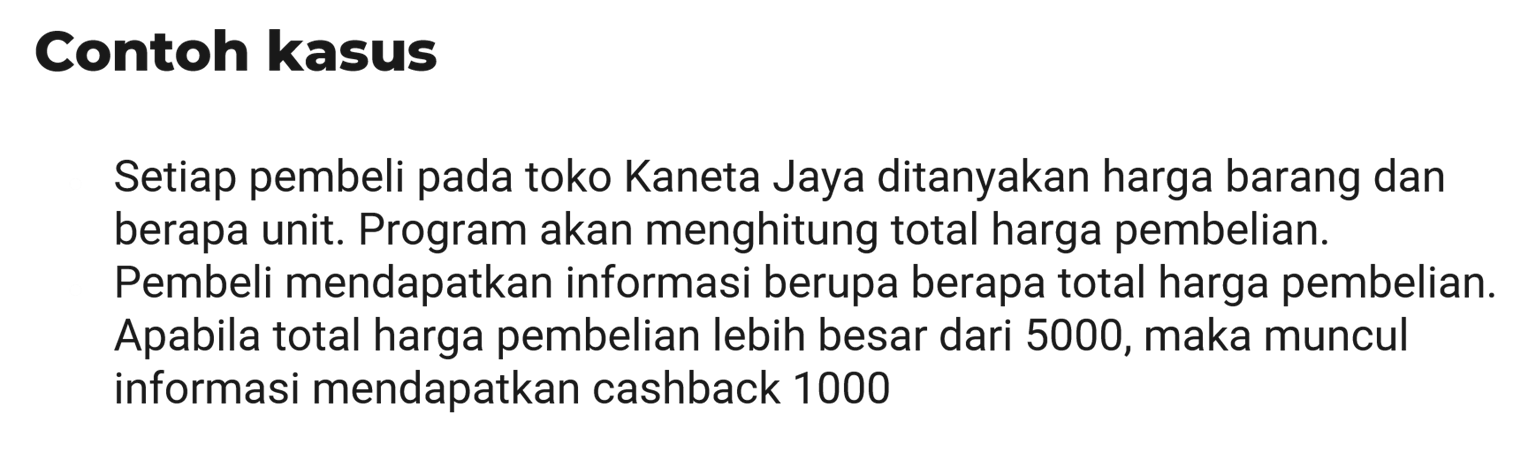 Contoh kasus
Setiap pembeli pada toko Kaneta Jaya ditanyakan harga barang dan
berapa unit. Program akan menghitung total harga pembelian.
Pembeli mendapatkan informasi berupa berapa total harga pembelian.
Apabila total harga pembelian lebih besar dari 5000, maka muncul
informasi mendapatkan cashback 1000